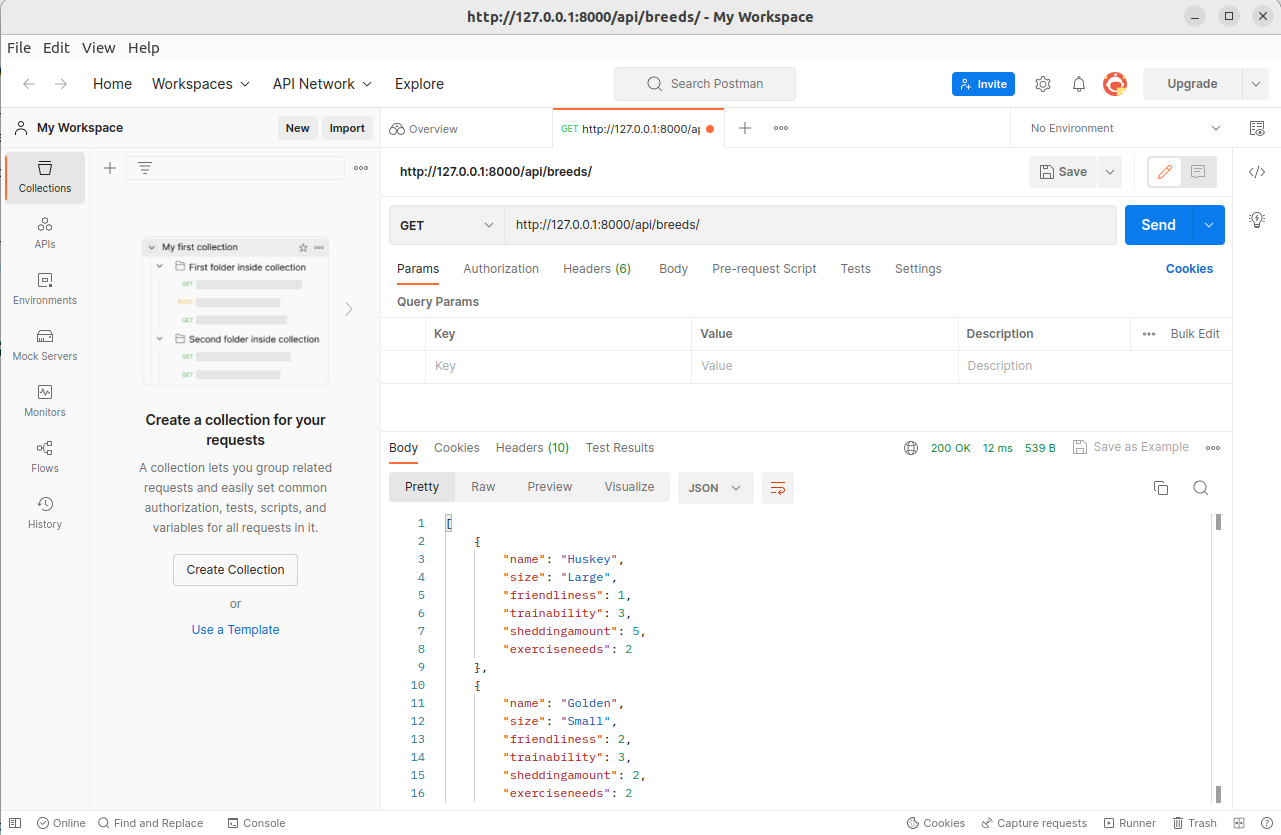 http://127.0.0.1:8000/api/breeds/ - My Workspace
File Edit View Help
Home Workspaces API Network Explore Search Postman Invite Upgrade
My Workspace New Import Overview GET http://127.0.0.1:8000/ap No Environment
Collections
APIs
Environments
Mock Servers
Monitors
Flows
History
My first collection
First folder inside collection
GET
POST
GET
Second folder inside collection
GET
GET
Create a collection for your
requests
A collection lets you group related
requests and easily set common
authorization, tests, scripts, and
variables for all requests in it.
Create Collection
or
Use a Template
http://127.0.0.1:8000/api/breeds/ Save
GET http://127.0.0.1:8000/api/breeds/ Send
Params Authorization Headers (6) Body Pre-request Script Tests Settings Cookies
Query Params
Key Value Description Bulk Edit
Key Value Description
Body Cookies Headers (10) Test Results 200 OK 12 ms 539 B Save as Example
Pretty Raw Preview Visualize JSON
1 [
2 {
3 "name": "Huskey",
4 "size": "Large",
5 "friendliness": 1,
6 "trainability": 3,
7 "sheddingamount": 5,
8 "exerciseneeds": 2
9 },
10 {
11 "name": "Golden",
12 "size": "Small",
13 "friendliness": 2,
14 "trainability": 3,
15 "sheddingamount": 2,
16 "exerciseneeds": 2
Online Find and Replace Console Cookies Capture requests Runner Trash